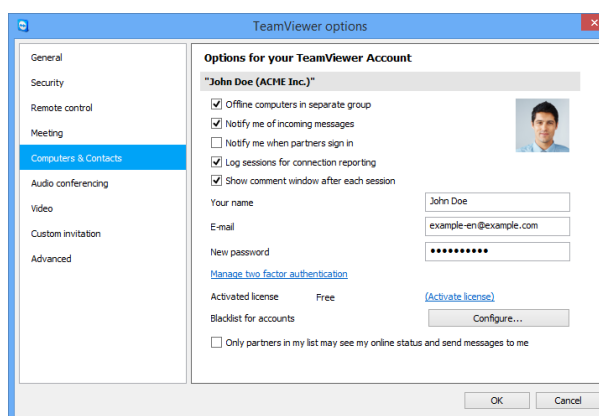 TeamViewer options
General
Security
Remote control
Meeting
Computers & Contacts
Audio conferencing
Video
Custom invitation
Advanced
Options for your TeamViewer Account
"John Doe (ACME Inc.)"
Offline computers in separate group
Notify me of incoming messages
Notify me when partners sign in
Log sessions for connection reporting
Show comment window after each session
Your name John Doe
E-mail example-en@example.com
New password ●●●●●●●●●●
Manage two factor authentication
Activated license Free (Activate license)
Blacklist for accounts Configure...
Only partners in my list may see my online status and send messages to me
OK Cancel